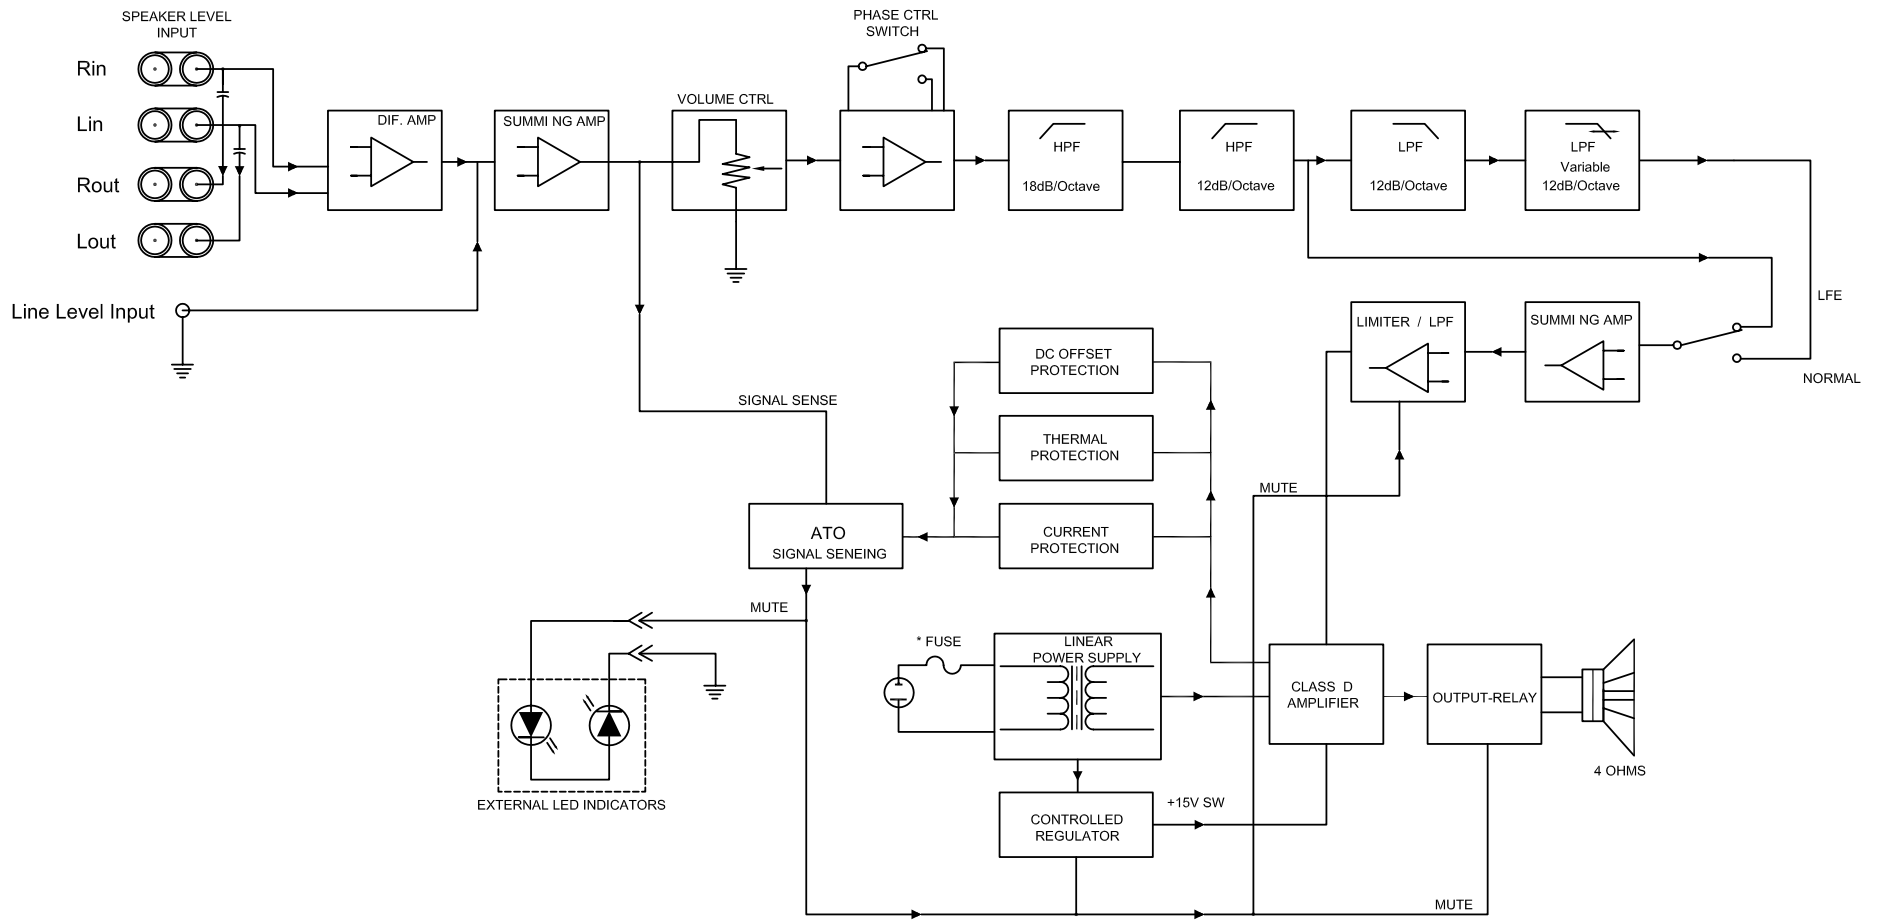 SPEAKER LEVEL
INPUT
Rin
Lin
Rout
Lout
Line Level Input
DIF. AMP
SUMMI NG AMP
VOLUME CTRL
PHASE CTRL
SWITCH
HPF
18dB/Octave
HPF
12dB/Octave
LPF
12dB/Octave
LPF
Variable
12dB/Octave
LFE
NORMAL
SUMMI NG AMP
LIMITER / LPF
MUTE
DC OFFSET
PROTECTION
THERMAL
PROTECTION
CURRENT
PROTECTION
SIGNAL SENSE
ATO
SIGNAL SENEING
MUTE
EXTERNAL LED INDICATORS
* FUSE
LINEAR
POWER SUPPLY
CLASS D
AMPLIFIER
OUTPUT-RELAY
4 OHMS
CONTROLLED
REGULATOR
+15V SW
MUTE